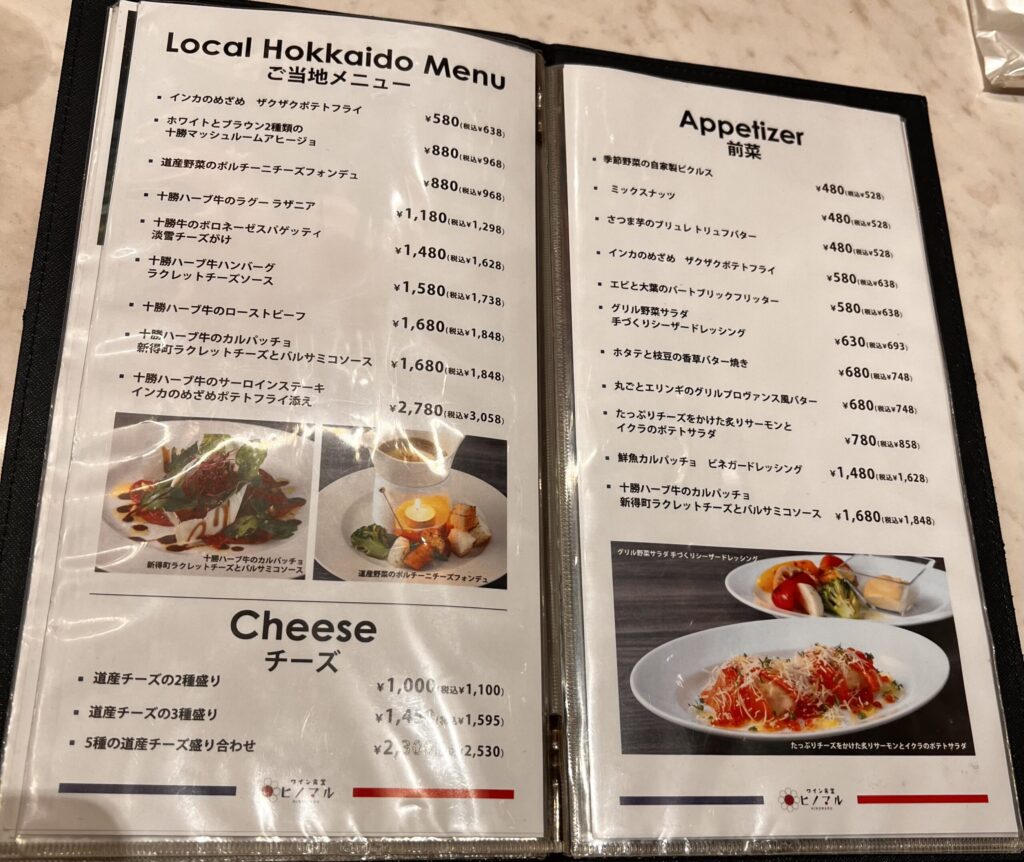 Local Hokkaido Menu
ご当地メニュー
▪ インカのめざめ ザクザクポテトフライ ¥580(税込¥638)
▪ ホワイトとブラウン2種類の
十勝マッシュルームアヒージョ ¥880(税込¥968)
▪ 道産野菜のポルチーニチーズフォンデュ ¥880(税込¥968)
▪ 十勝ハーブ牛のラグー ラザニア ¥1,180(税込¥1,298)
▪ 十勝牛のボロネーゼスパゲッティ
淡雪チーズがけ ¥1,480(税込¥1,628)
▪ 十勝ハーブ牛ハンバーグ
ラクレットチーズソース ¥1,580(税込¥1,738)
▪ 十勝ハーブ牛のローストビーフ ¥1,680(税込¥1,848)
▪ 十勝ハーブ牛のカルパッチョ
新得町ラクレットチーズとバルサミコソース ¥1,680(税込¥1,848)
▪ 十勝ハーブ牛のサーロインステーキ
インカのめざめポテトフライ添え ¥2,780(税込¥3,058)
十勝ハーブ牛のカルパッチョ
新得町ラクレットチーズとバルサミコソース
道産野菜のポルチーニチーズフォンデュ
Cheese
チーズ
▪ 道産チーズの2種盛り ¥1,000(税込¥1,100)
▪ 道産チーズの3種盛り ¥1,45 ¥1,595)
▪ 5種の道産チーズ盛り合わせ ¥2,30 ¥2,530)
ワイン食堂
ヒノマル
HINOMARU
Appetizer
前菜
▪ 季節野菜の自家製ピクルス ¥480(税込¥528)
▪ ミックスナッツ ¥480(税込¥528)
▪ さつま芋のブリュレ トリュフバター ¥480(税込¥528)
▪ インカのめざめ ザクザクポテトフライ ¥580(税込¥638)
▪ エビと大葉のパートブリックフリッター ¥580(税込¥638)
▪ グリル野菜サラダ
手づくりシーザードレッシング ¥630(税込¥693)
▪ ホタテと枝豆の香草バター焼き ¥680(税込¥748)
▪ 丸ごとエリンギのグリルプロヴァンス風バター ¥680(税込¥748)
▪ たっぷりチーズをかけた炙りサーモンと
イクラのポテトサラダ ¥780(税込¥858)
▪ 鮮魚カルパッチョ ビネガードレッシング ¥1,480(税込¥1,628)
▪ 十勝ハーブ牛のカルパッチョ
新得町ラクレットチーズとバルサミコソース ¥1,680(税込¥1,848)
グリル野菜サラダ 手づくりシーザードレッシング
たっぷりチーズをかけた炙りサーモンとイクラのポテトサラダ
ワイン食堂
ヒノマル
HINOMARU